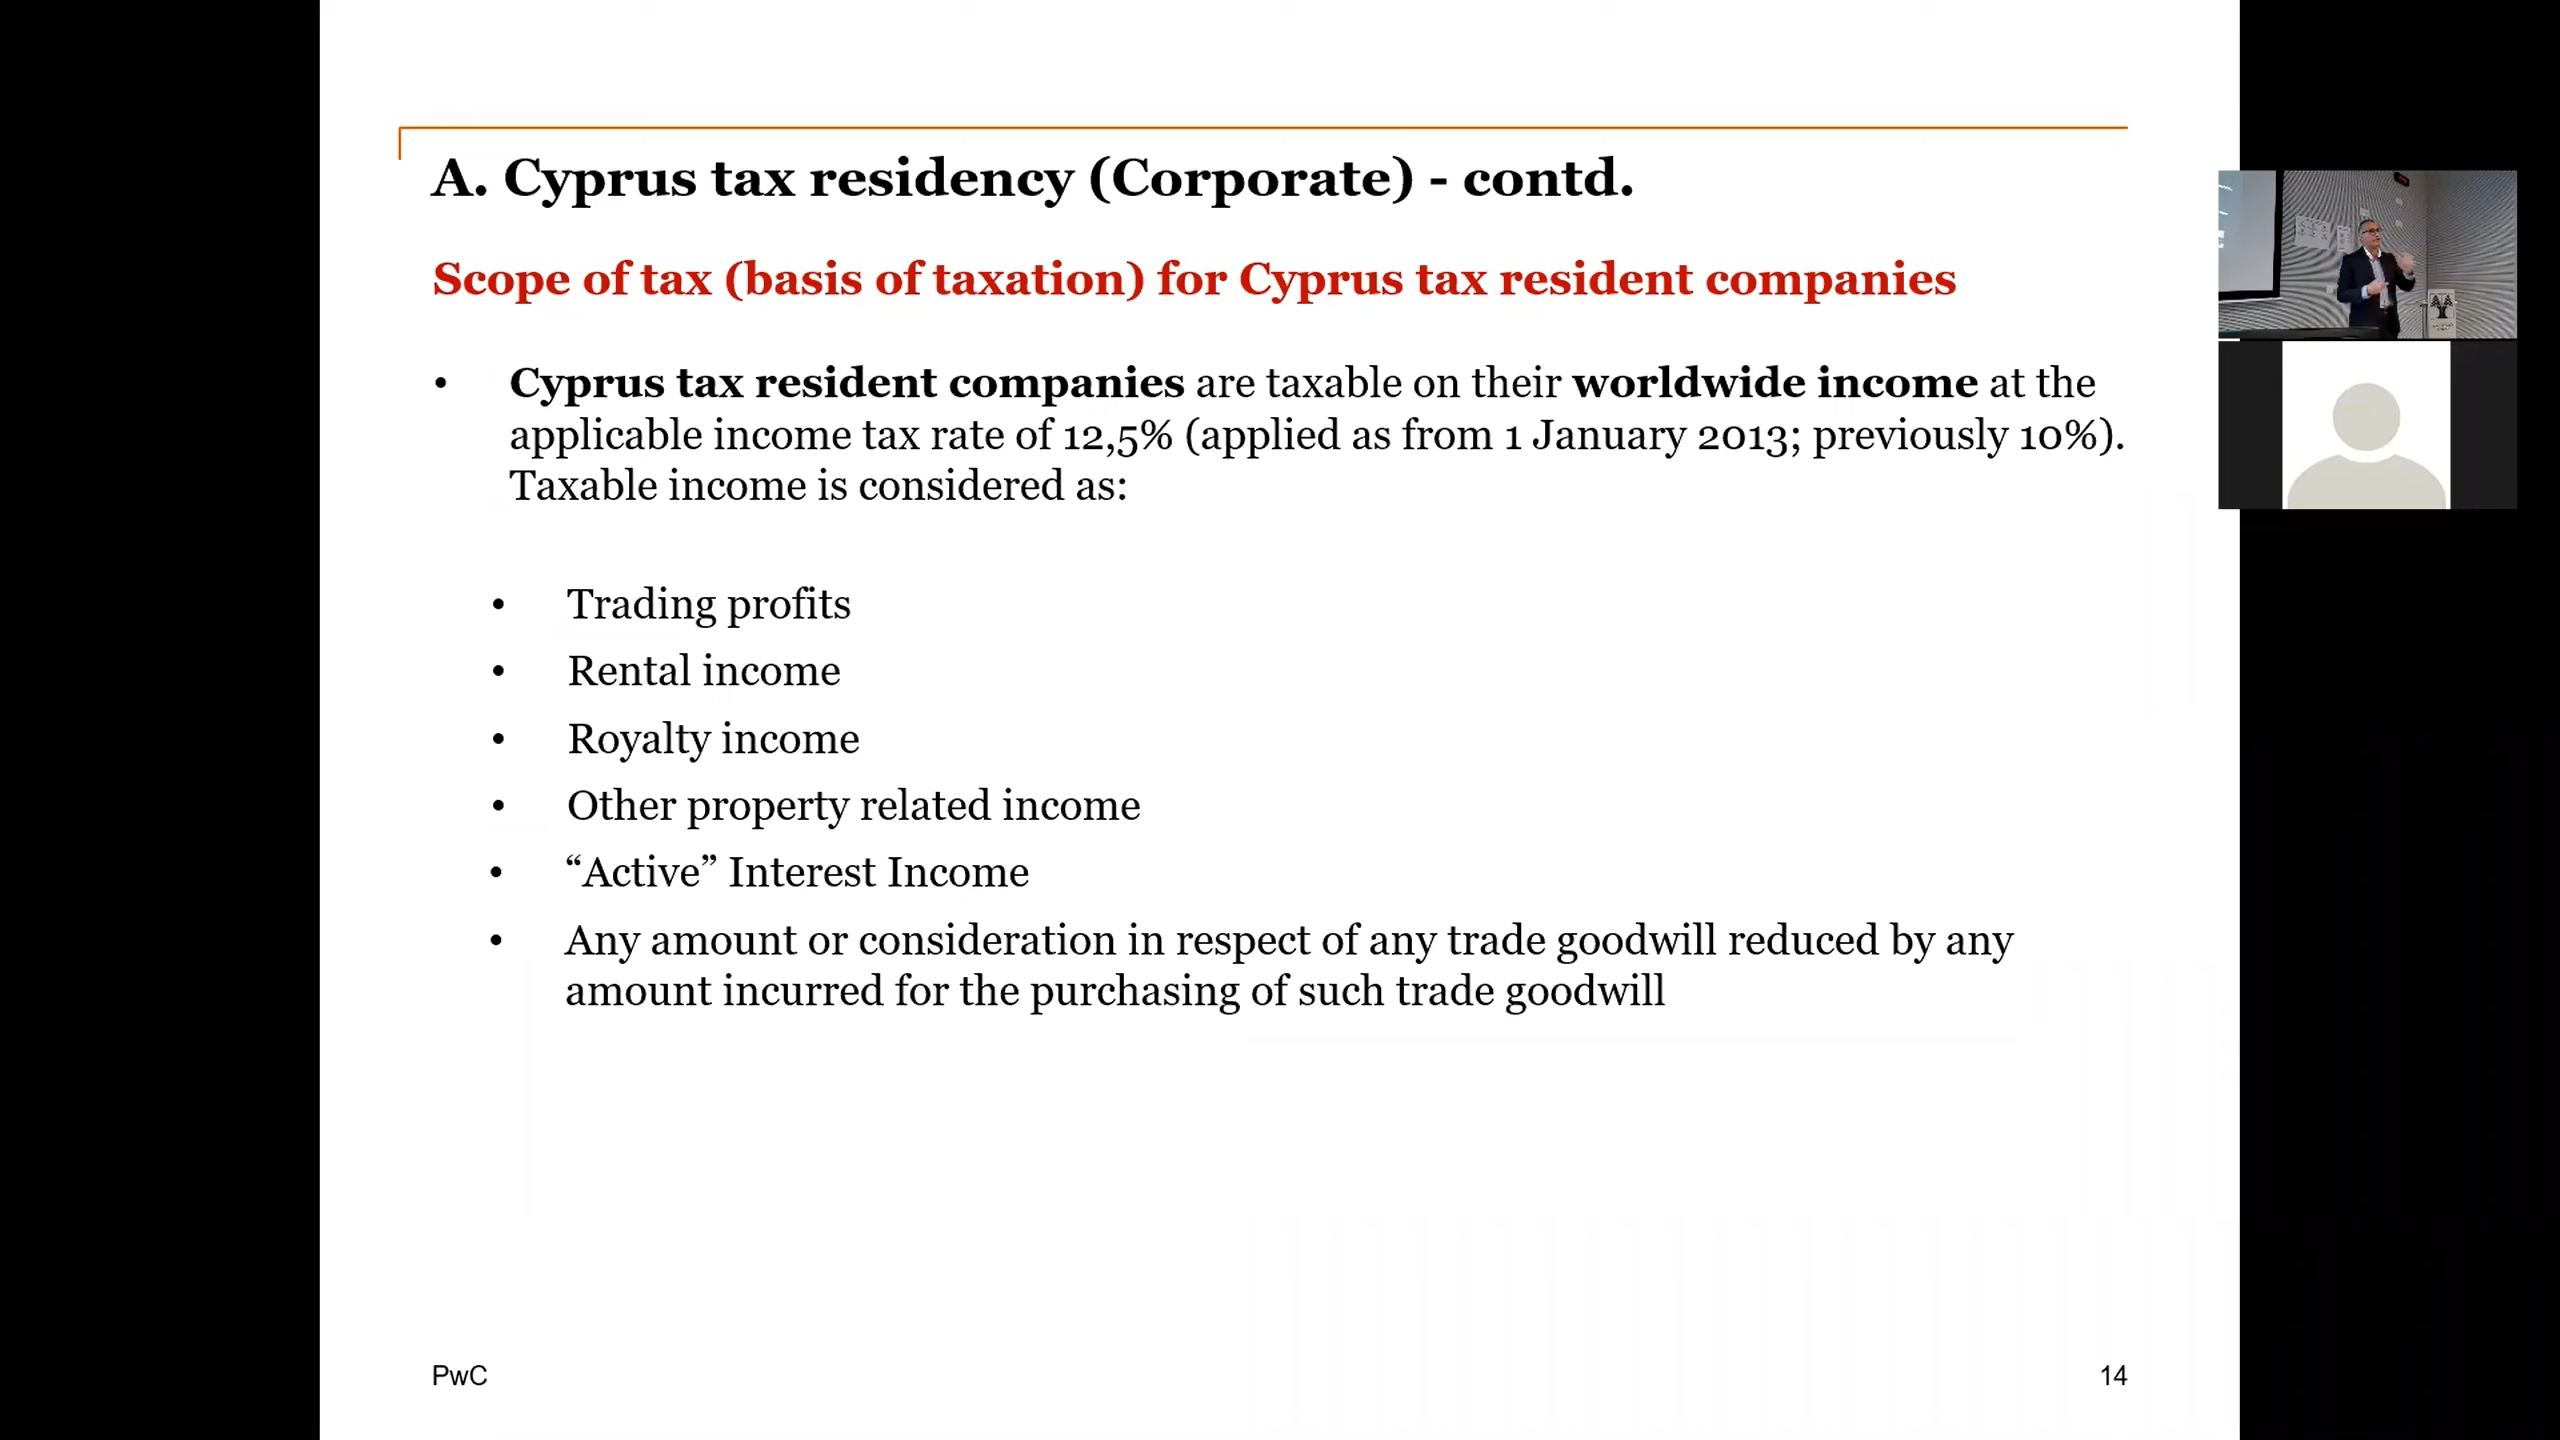 A. Cyprus tax residency (Corporate) - contd.
Scope of tax (basis of taxation) for Cyprus tax resident companies
• Cyprus tax resident companies are taxable on their worldwide income at the
applicable income tax rate of 12,5% (applied as from 1 January 2013; previously 10%).
Taxable income is considered as:
• Trading profits
• Rental income
• Royalty income
• Other property related income
• “Active” Interest Income
• Any amount or consideration in respect of any trade goodwill reduced by any
amount incurred for the purchasing of such trade goodwill
PwC
14